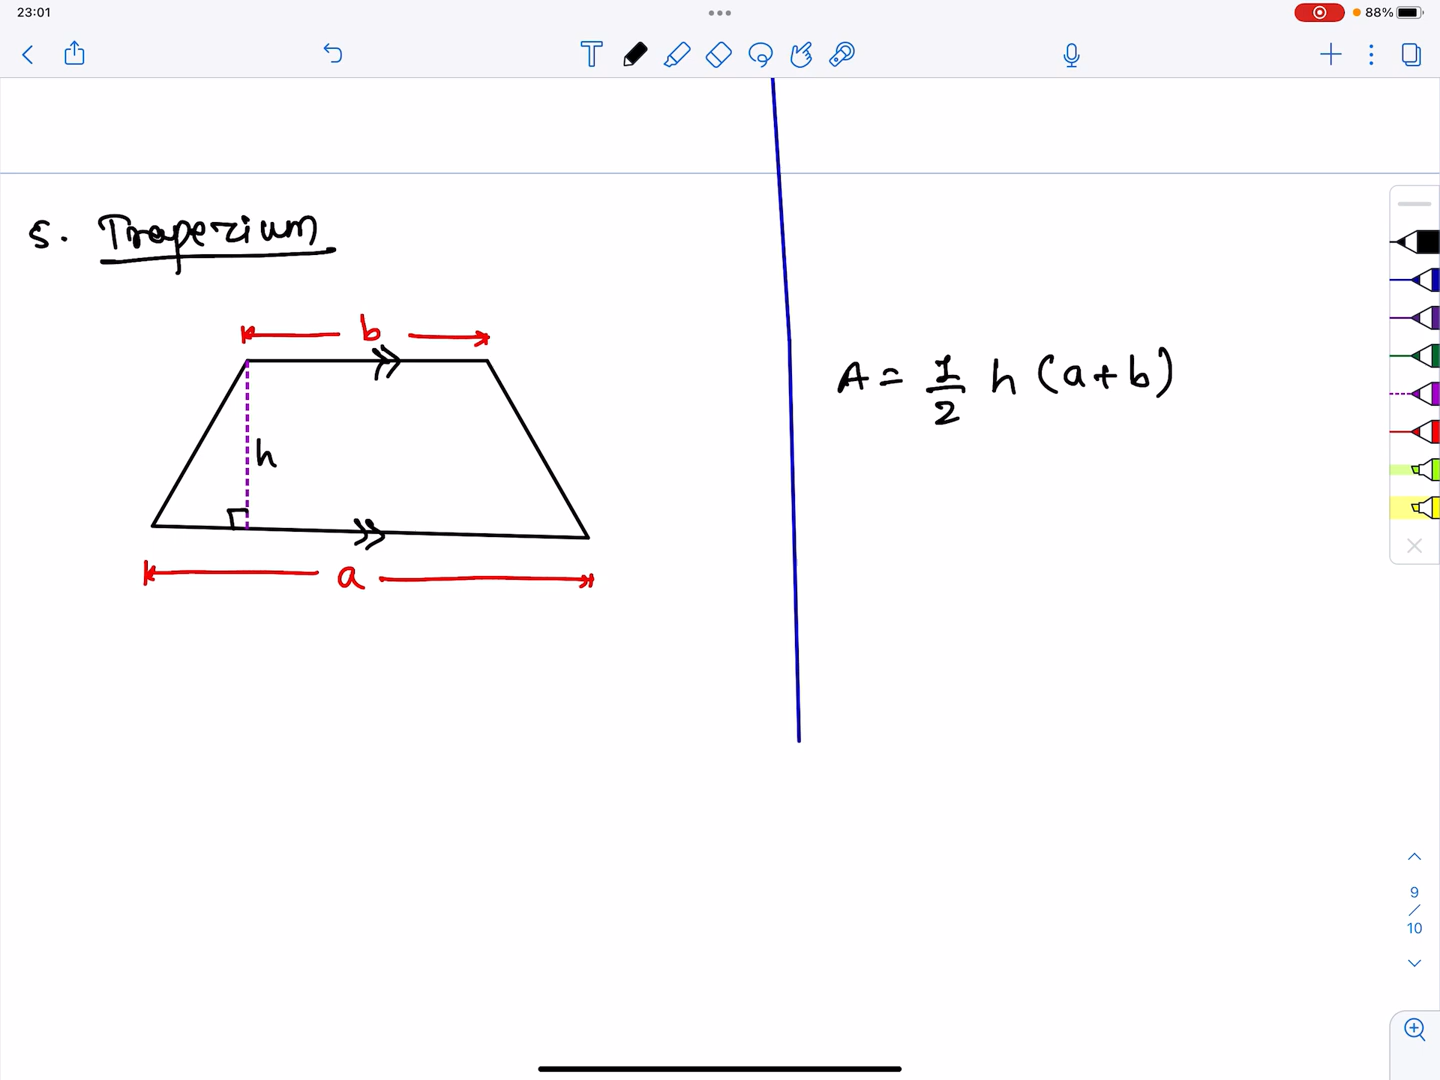 23:01
88%
5. Trapezium
b
h
a
A = 1/2 h (a+b)
9
/
10